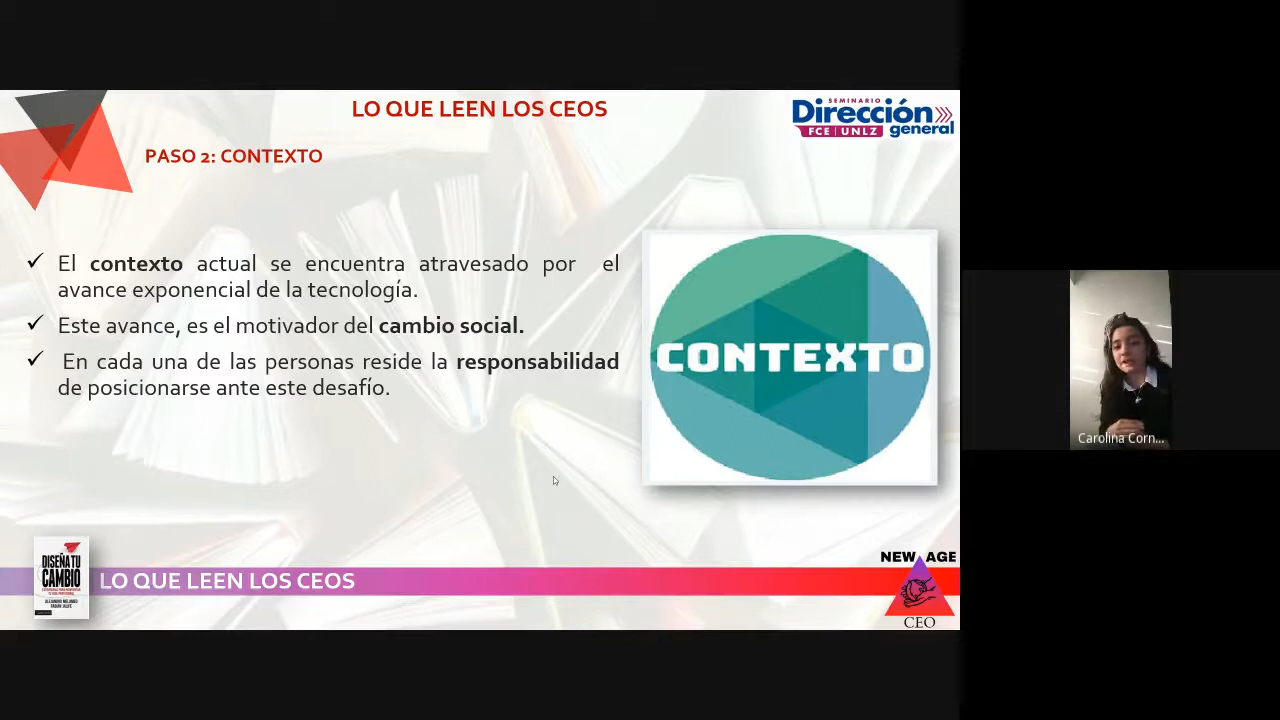 LO QUE LEEN LOS CEOS
SEMINARIO
Dirección
general
FCE | UNLZ
PASO 2: CONTEXTO
El contexto actual se encuentra atravesado por el
avance exponencial de la tecnología.
Este avance, es el motivador del cambio social.
En cada una de las personas reside la responsabilidad
de posicionarse ante este desafío.
CONTEXTO
Carolina Corn...
DISEÑA TU
CAMBIO
LO QUE LEEN LOS CEOS
NEW AGE
CEO